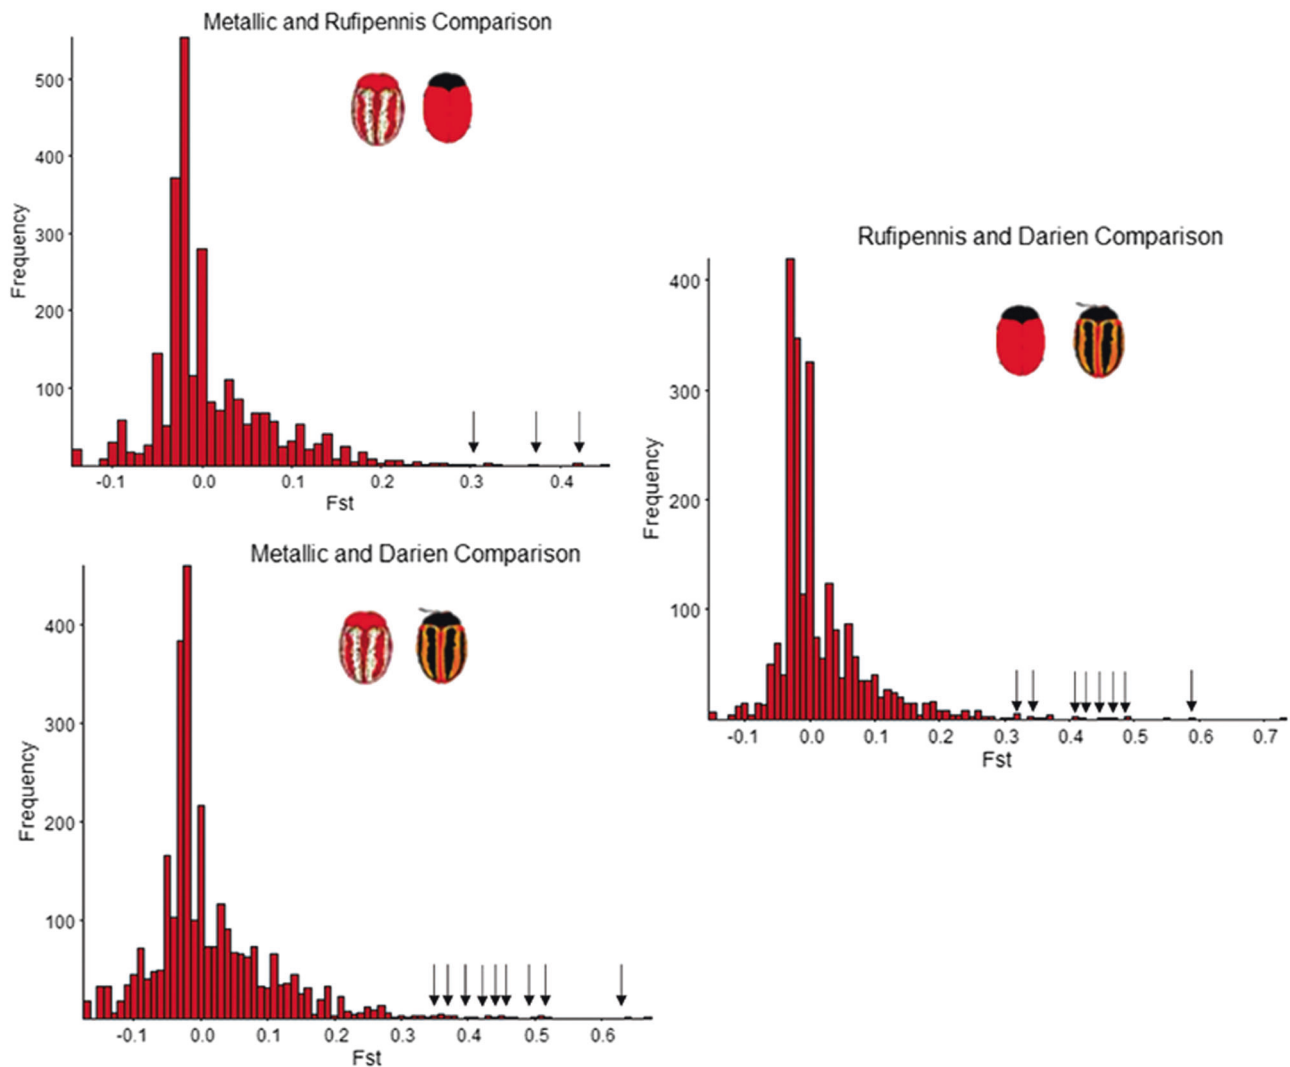 Metallic and Rufipennis Comparison
500
400
300
200
100
Frequency
-0.1 0.0 0.1 0.2 0.3 0.4
Fst
Rufipennis and Darien Comparison
400
300
200
100
Frequency
-0.1 0.0 0.1 0.2 0.3 0.4 0.5 0.6 0.7
Fst
Metallic and Darien Comparison
400
300
200
100
Frequency
-0.1 0.0 0.1 0.2 0.3 0.4 0.5 0.6
Fst